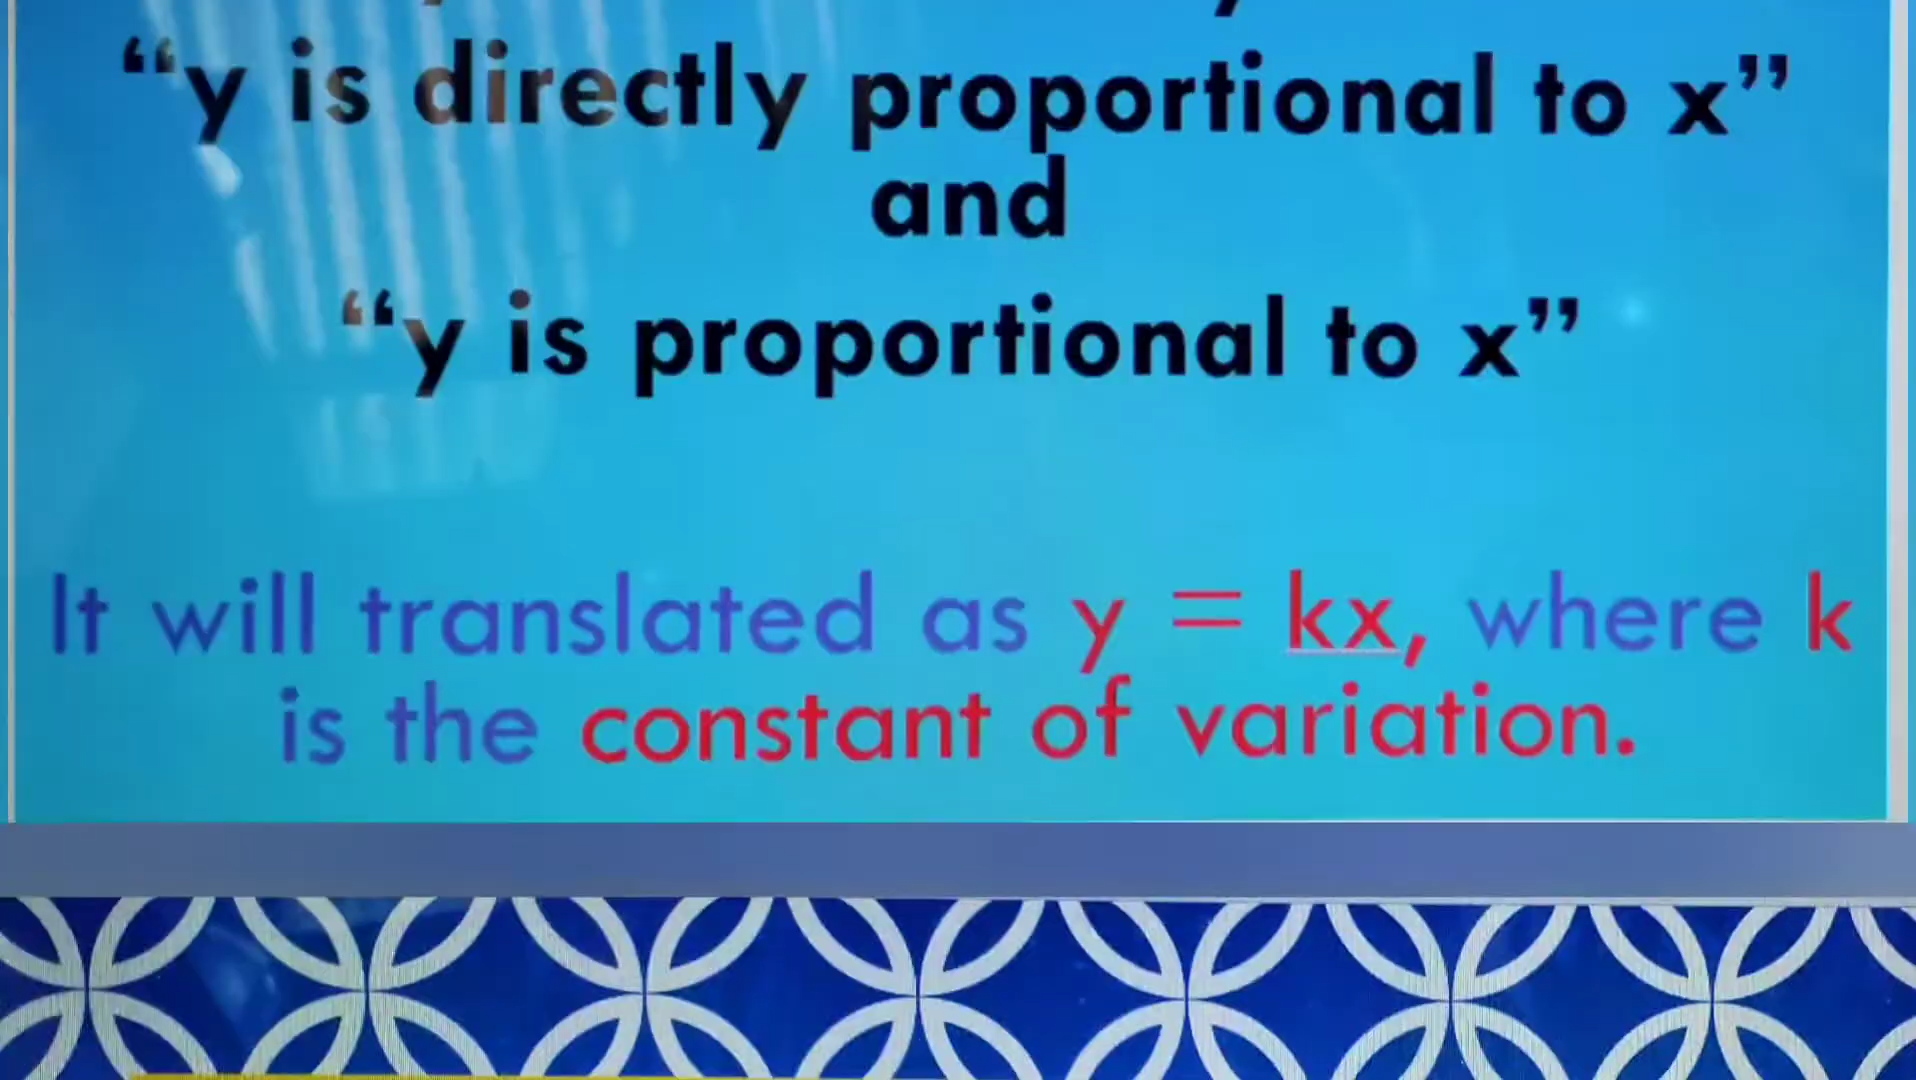 “y is directly proportional to x”
and
“y is proportional to x”
It will translated as y = kx, where k
is the constant of variation.